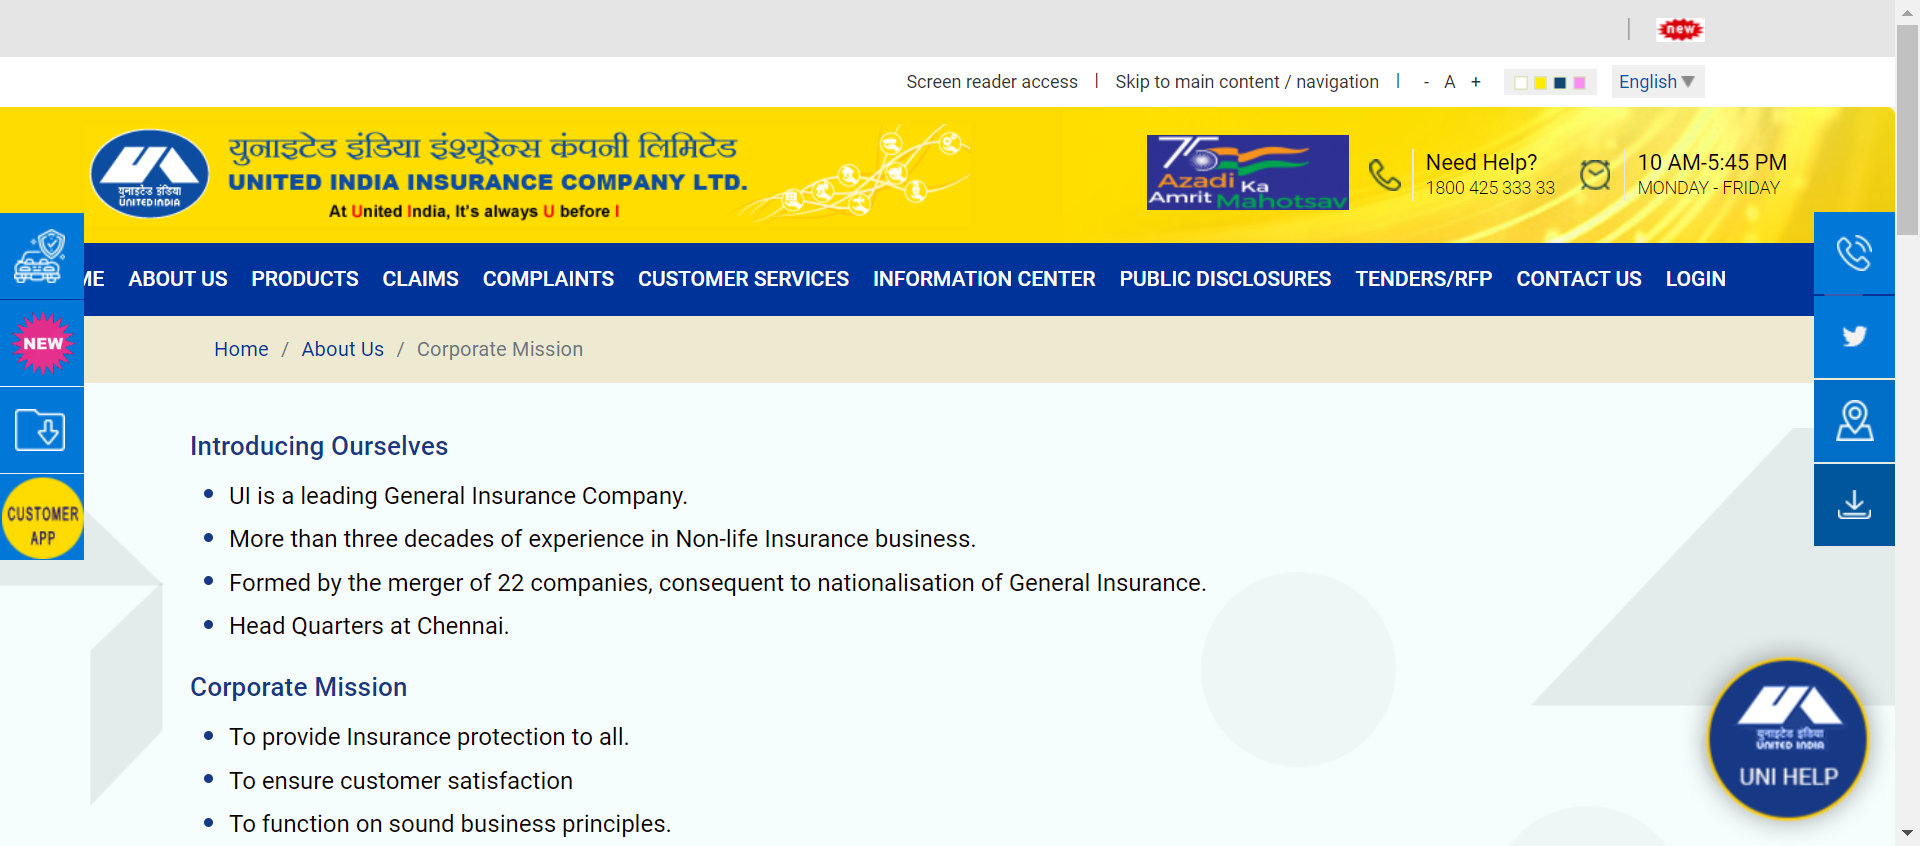 new
Screen reader access | Skip to main content / navigation | - A + English
युनाइटेड इंडिया इंश्यूरेन्स कंपनी लिमिटेड
UNITED INDIA INSURANCE COMPANY LTD.
At United India, It's always U before I
युनाइटेड इंडिया
UNITED INDIA
75
Azadi Ka
Amrit Mahotsav
Need Help?
1800 425 333 33
10 AM-5:45 PM
MONDAY - FRIDAY
ME ABOUT US PRODUCTS CLAIMS COMPLAINTS CUSTOMER SERVICES INFORMATION CENTER PUBLIC DISCLOSURES TENDERS/RFP CONTACT US LOGIN
NEW
CUSTOMER
APP
Home / About Us / Corporate Mission
Introducing Ourselves
UI is a leading General Insurance Company.
More than three decades of experience in Non-life Insurance business.
Formed by the merger of 22 companies, consequent to nationalisation of General Insurance.
Head Quarters at Chennai.
Corporate Mission
To provide Insurance protection to all.
To ensure customer satisfaction
To function on sound business principles.
युनाइटेड इंडिया
UNITED INDIA
UNI HELP